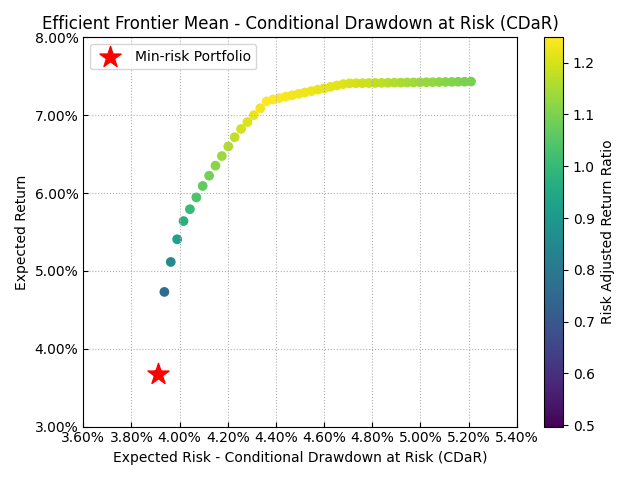 Efficient Frontier Mean - Conditional Drawdown at Risk (CDaR)
Min-risk Portfolio
8.00%
7.00%
6.00%
5.00%
4.00%
3.00%
Expected Return
3.60% 3.80% 4.00% 4.20% 4.40% 4.60% 4.80% 5.00% 5.20% 5.40%
Expected Risk - Conditional Drawdown at Risk (CDaR)
1.2
1.1
1.0
0.9
0.8
0.7
0.6
0.5
Risk Adjusted Return Ratio